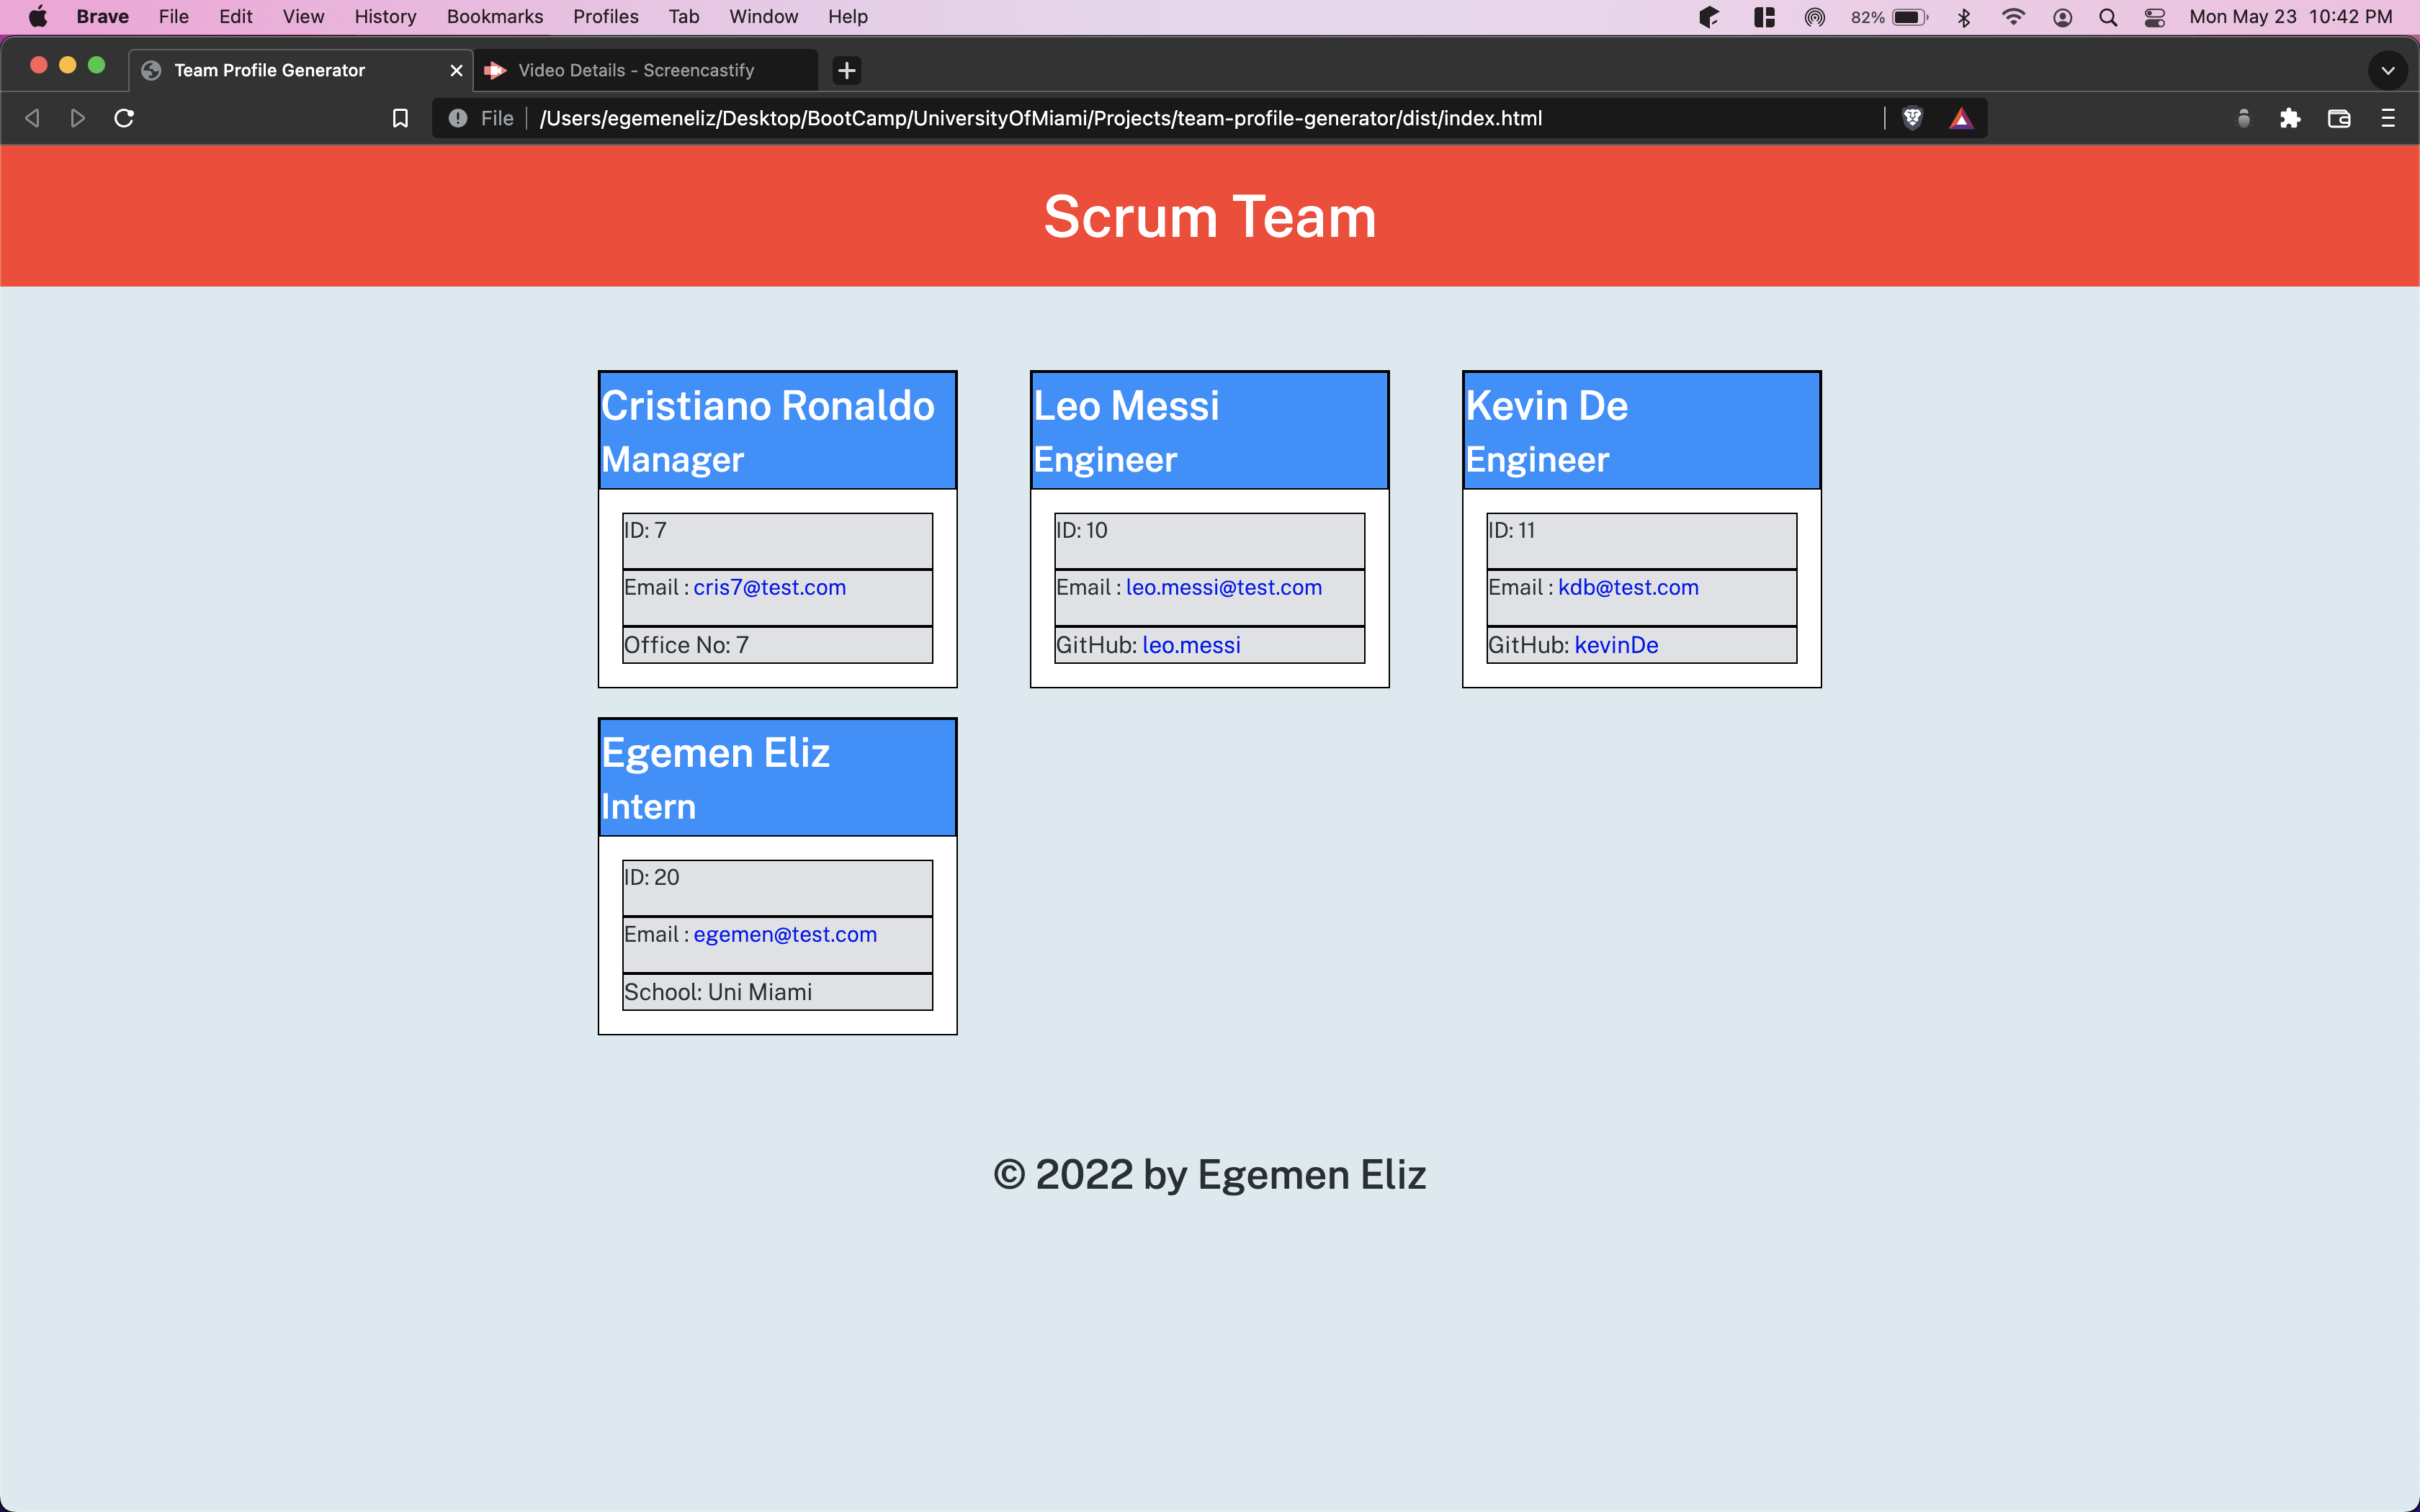 Brave File Edit View History Bookmarks Profiles Tab Window Help 82% Mon May 23 10:42 PM
Team Profile Generator Video Details - Screencastify
File /Users/egemeneliz/Desktop/BootCamp/UniversityOfMiami/Projects/team-profile-generator/dist/index.html
Scrum Team
Cristiano Ronaldo
Manager
ID: 7
Email : cris7@test.com
Office No: 7
Leo Messi
Engineer
ID: 10
Email : leo.messi@test.com
GitHub: leo.messi
Kevin De
Engineer
ID: 11
Email : kdb@test.com
GitHub: kevinDe
Egemen Eliz
Intern
ID: 20
Email : egemen@test.com
School: Uni Miami
© 2022 by Egemen Eliz